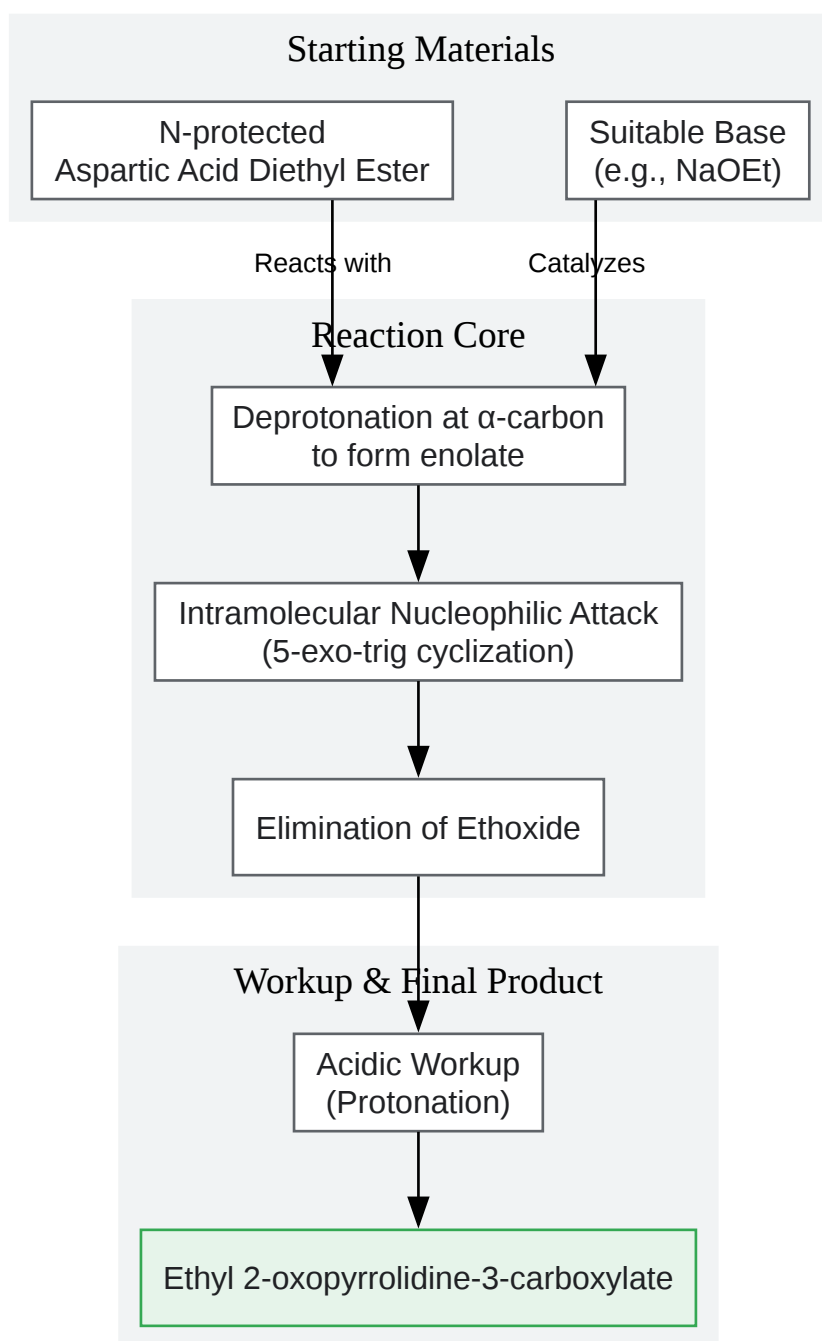 Starting Materials
N-protected
Aspartic Acid Diethyl Ester
Suitable Base
(e.g., NaOEt)
Reacts with
Catalyzes
Reaction Core
Deprotonation at α-carbon
to form enolate
Intramolecular Nucleophilic Attack
(5-exo-trig cyclization)
Elimination of Ethoxide
Workup & Final Product
Acidic Workup
(Protonation)
Ethyl 2-oxopyrrolidine-3-carboxylate